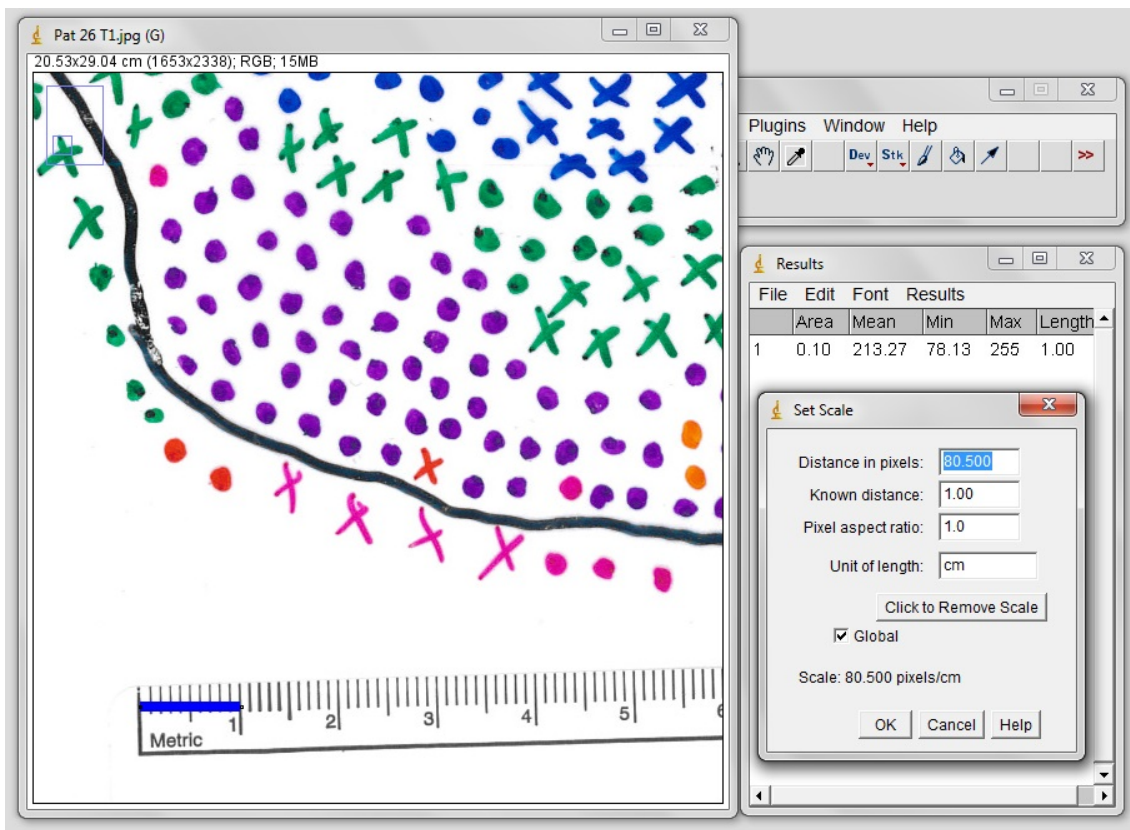 Pat 26 T1.jpg (G)
20.53x29.04 cm (1653x2338); RGB; 15MB
Plugins Window Help
Dev Stk >>
Results
File Edit Font Results
Area Mean Min Max Length
1 0.10 213.27 78.13 255 1.00
Set Scale
Distance in pixels: 80.500
Known distance: 1.00
Pixel aspect ratio: 1.0
Unit of length: cm
Click to Remove Scale
Global
Scale: 80.500 pixels/cm
OK Cancel Help
1 2 3 4 5 6
Metric